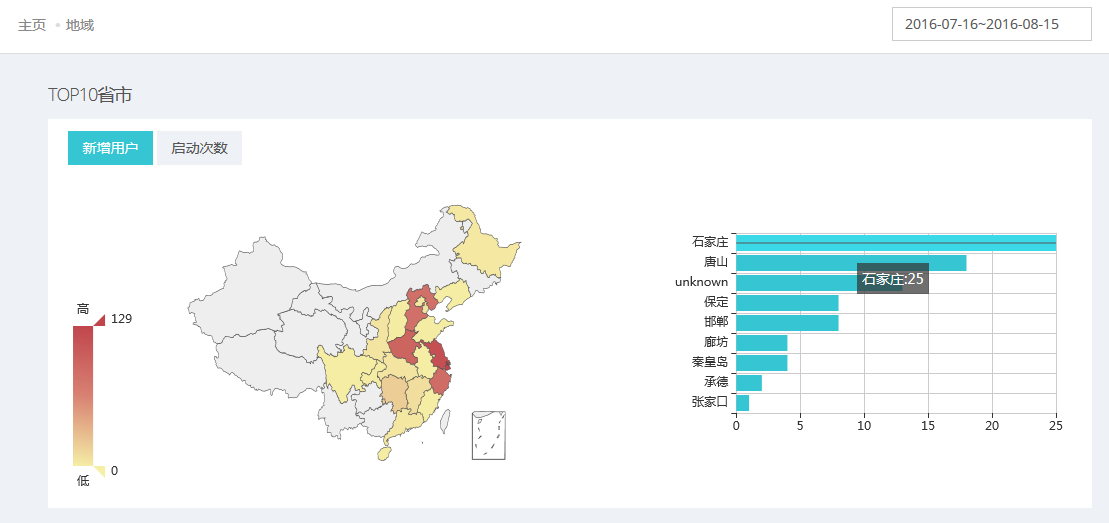 主页 地域
2016-07-16~2016-08-15
TOP10省市
新增用户 启动次数
高
129
0
低
石家庄
唐山
unknown
保定
邯郸
廊坊
秦皇岛
承德
张家口
石家庄:25
0 5 10 15 20 25